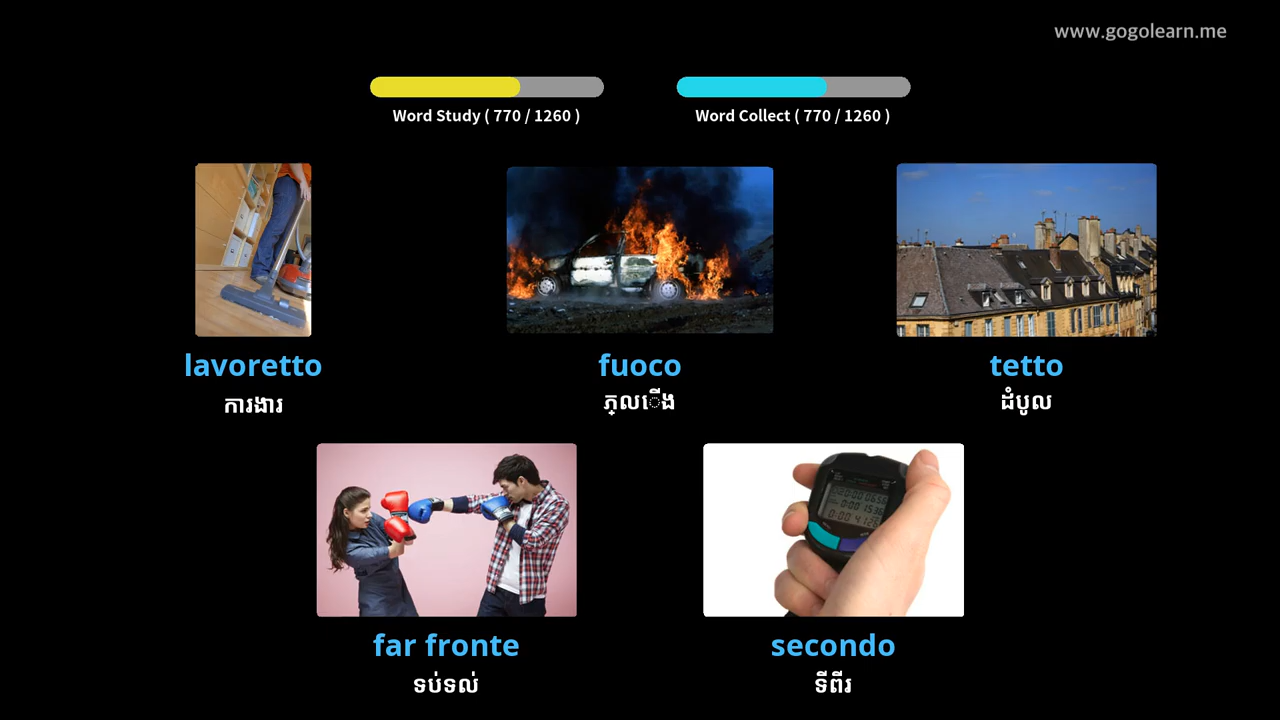 www.gogolearn.me
Word Study ( 770 / 1260 )
Word Collect ( 770 / 1260 )
lavoretto
fuoco
tetto
ការងារ
ភ្លើង
ដំបូល
far fronte
secondo
ទប់ទល់
ទីពីរ